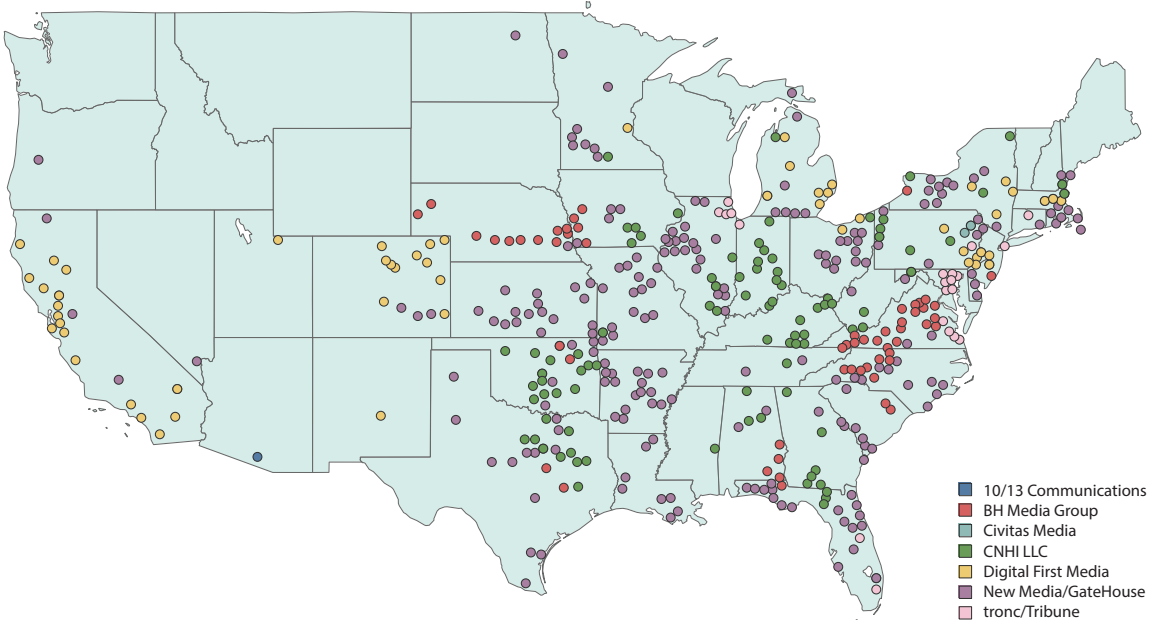 10/13 Communications
BH Media Group
Civitas Media
CNHI LLC
Digital First Media
New Media/GateHouse
tronc/Tribune